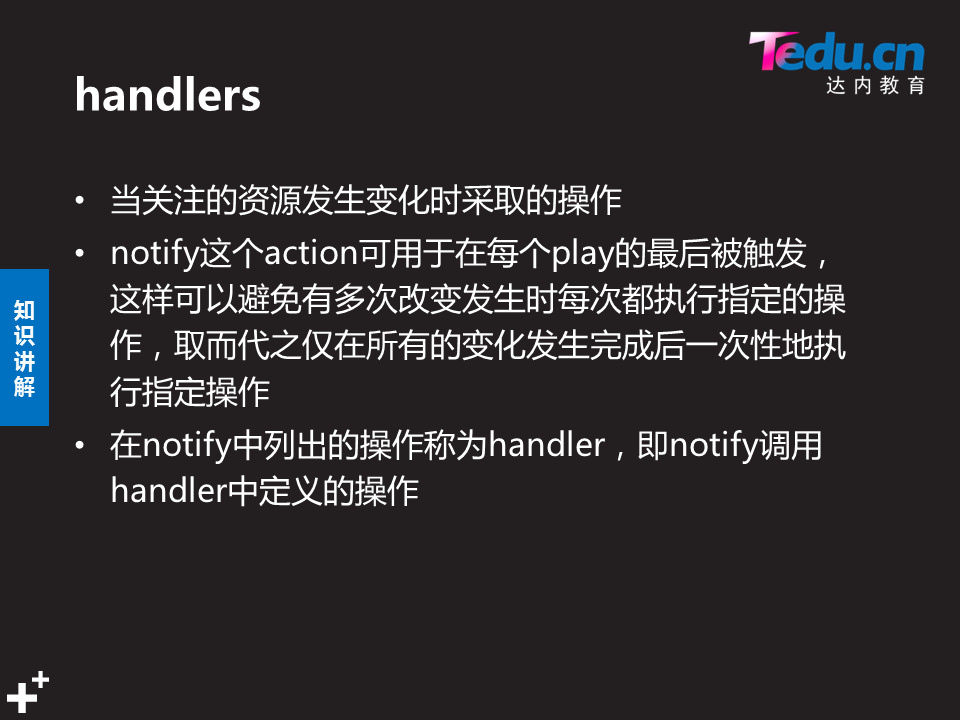 Tedu.cn
达内教育
handlers
• 当关注的资源发生变化时采取的操作
• notify这个action可用于在每个play的最后被触发，
这样可以避免有多次改变发生时每次都执行指定的操
作，取而代之仅在所有的变化发生完成后一次性地执
行指定操作
• 在notify中列出的操作称为handler，即notify调用
handler中定义的操作
知
识
讲
解